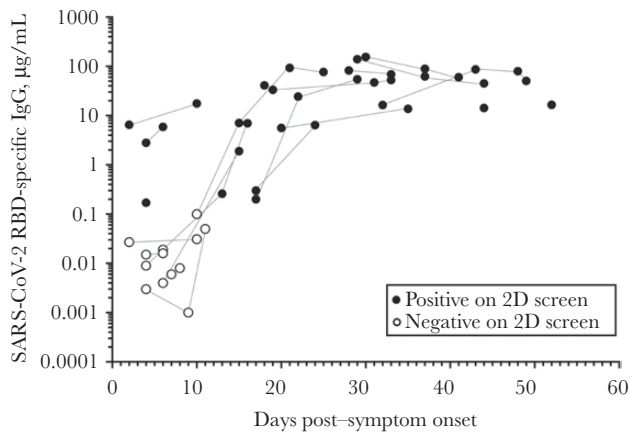 SARS-CoV-2 RBD-specific IgG, µg/mL
1000
100
10
1
0.1
0.01
0.001
0.0001
Positive on 2D screen
Negative on 2D screen
0 10 20 30 40 50 60
Days post–symptom onset